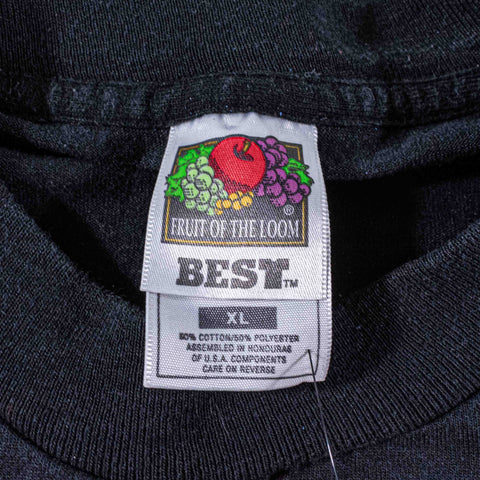 FRUIT OF THE LOOM ®
BEST™
XL
50% COTTON/50% POLYESTER
ASSEMBLED IN HONDURAS
OF U.S.A. COMPONENTS
CARE ON REVERSE